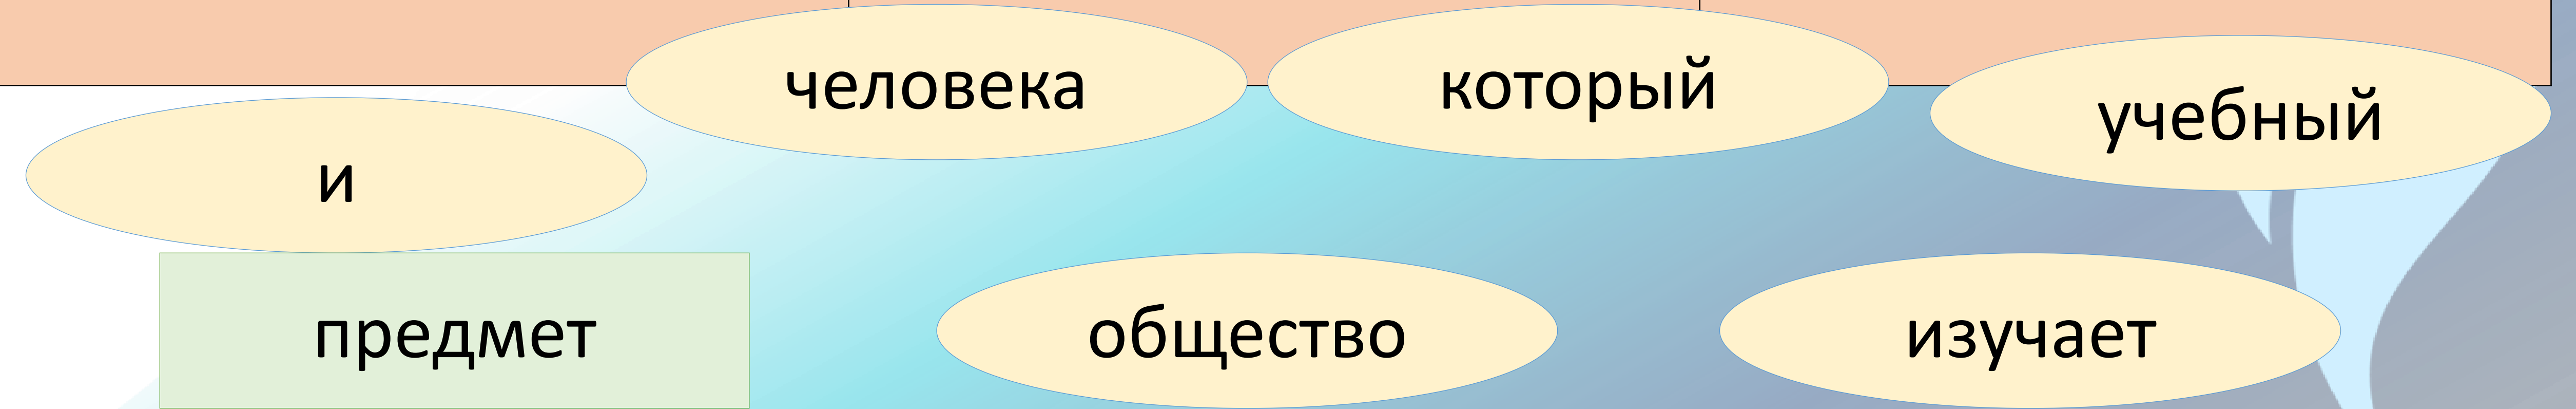 человека
который
учебный
и
предмет
общество
изучает